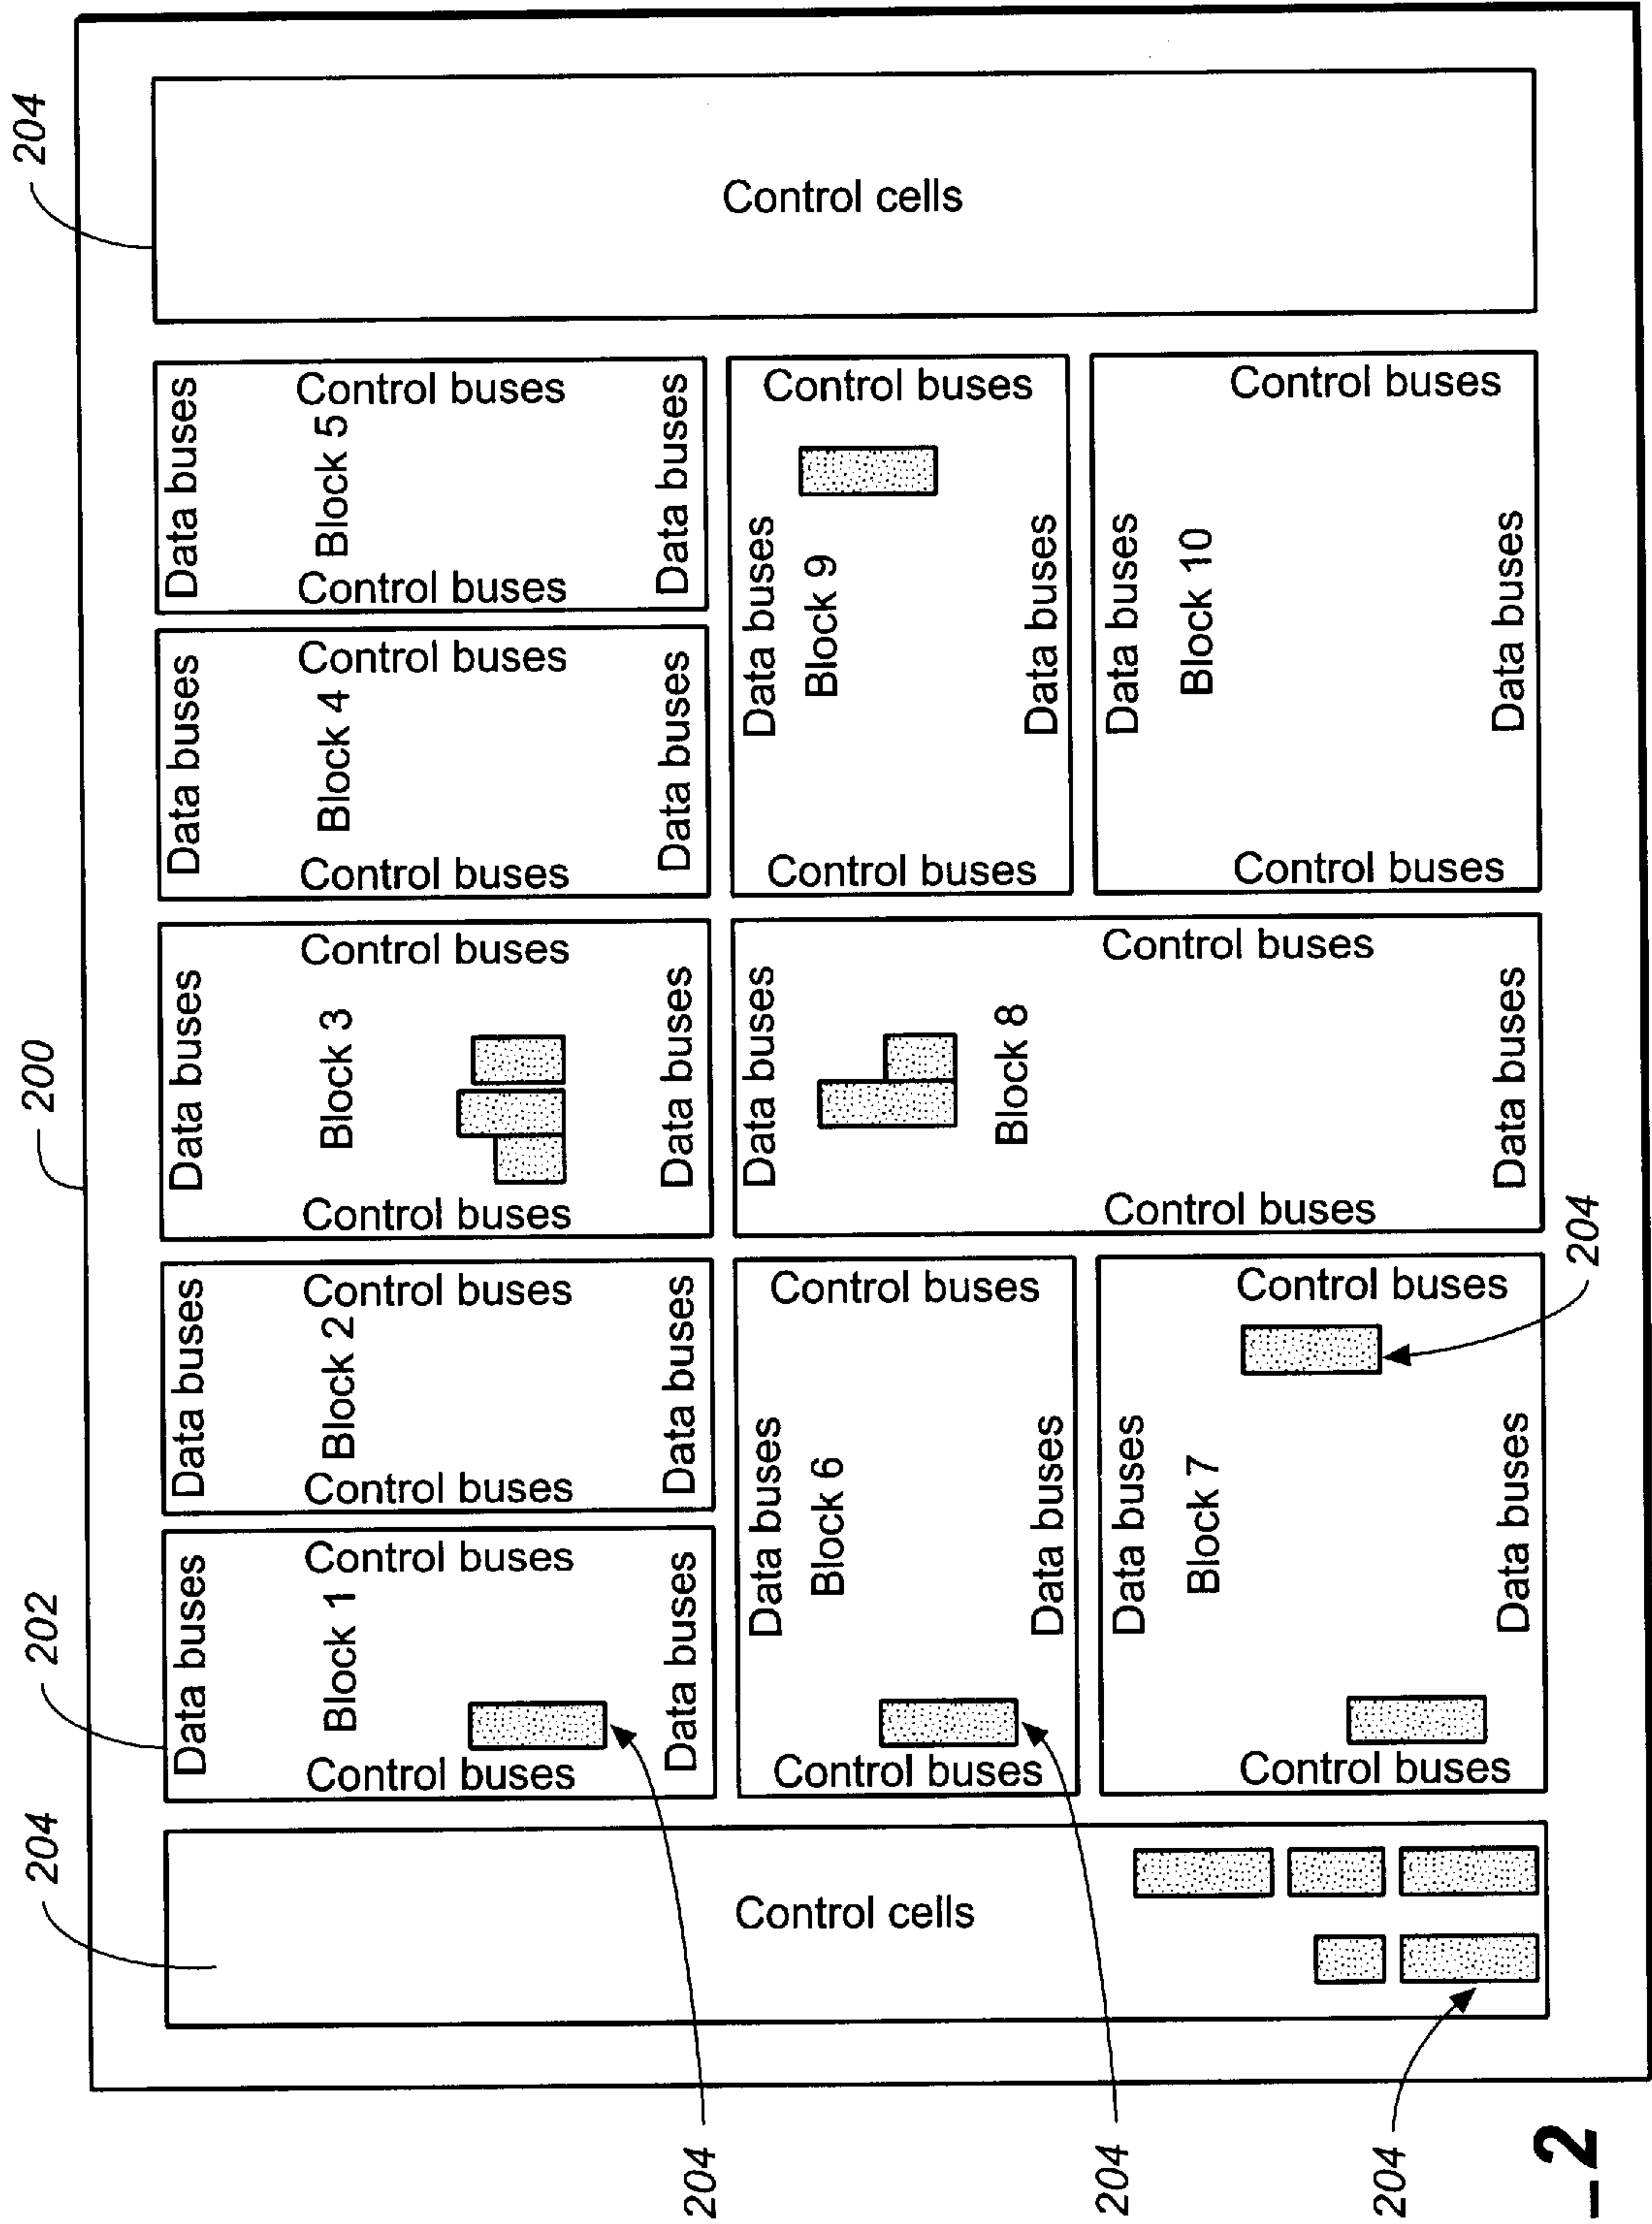 204
Control cells
200
202
204
Data buses
Control buses
Block 5
Control buses
Data buses
Data buses
Control buses
Block 4
Control buses
Data buses
Data buses
Control buses
Block 3
Control buses
Data buses
Data buses
Control buses
Block 2
Control buses
Data buses
Data buses
Control buses
Block 1
Control buses
Data buses
Control buses
Data buses
Block 9
Data buses
Control buses
Control buses
Data buses
Block 10
Data buses
Control buses
Control buses
Data buses
Block 8
Data buses
Control buses
Control buses
Data buses
Block 6
Data buses
Control buses
Control buses
Data buses
Block 7
Data buses
Control buses
204
Control cells
204
204
204
_2